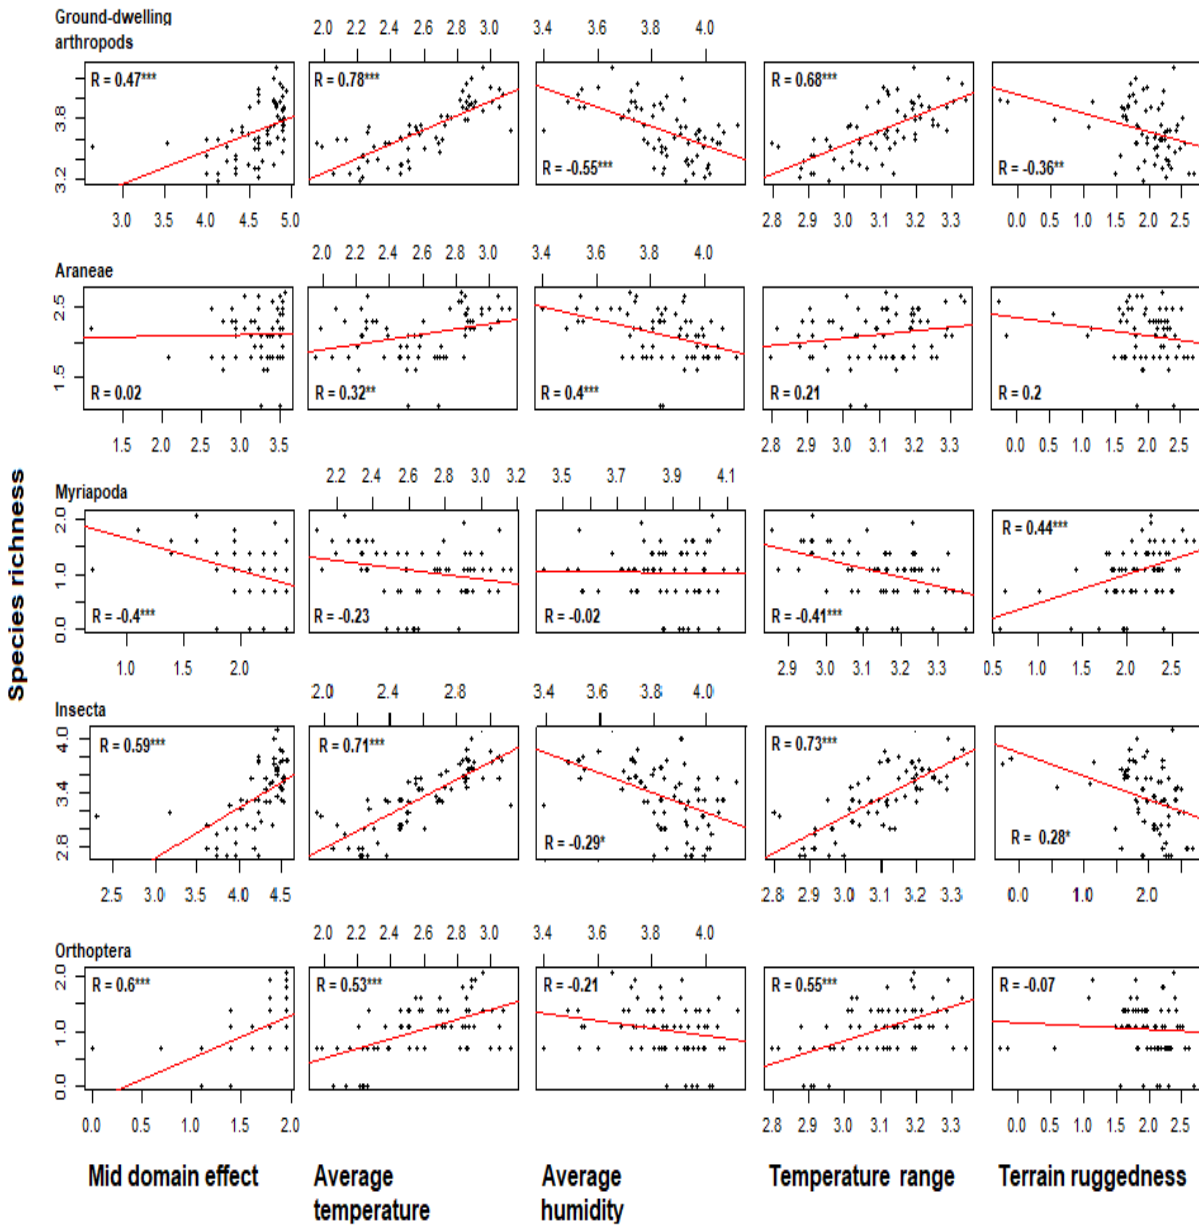 Ground-dwelling
arthropods
2.0 2.2 2.4 2.6 2.8 3.0
3.4 3.6 3.8 4.0
R = 0.47***
R = 0.78***
R = -0.55***
R = 0.68***
R = -0.36**
3.8
3.2
3.0 3.5 4.0 4.5 5.0
2.8 2.9 3.0 3.1 3.2 3.3
0.0 0.5 1.0 1.5 2.0 2.5
Araneae
2.0 2.2 2.4 2.6 2.8 3.0
3.4 3.6 3.8 4.0
2.5
1.5
R = 0.02
R = 0.32**
R = 0.4***
R = 0.21
R = 0.2
1.5 2.0 2.5 3.0 3.5
2.8 2.9 3.0 3.1 3.2 3.3
0.0 0.5 1.0 1.5 2.0 2.5
Species richness
Myriapoda
2.2 2.4 2.6 2.8 3.0 3.2
3.4 3.7 3.9 4.1
2.0
1.0
0.0
R = -0.4***
R = -0.23
R = -0.02
R = -0.41***
R = 0.44***
1.0 1.5 2.0
2.9 3.0 3.1 3.2 3.3
0.5 1.0 1.5 2.0 2.5
Insecta
2.0 2.4 2.8
3.4 3.6 3.8 4.0
4.0
3.4
2.8
R = 0.59***
R = 0.71***
R = -0.29*
R = 0.73***
R = 0.28*
2.5 3.0 3.5 4.0 4.5
2.8 2.9 3.0 3.1 3.2 3.3
0.0 1.0 2.0
Orthoptera
2.0 2.2 2.4 2.6 2.8 3.0
3.4 3.6 3.8 4.0
2.0
1.0
0.0
R = 0.6***
R = 0.53***
R = -0.21
R = 0.55***
R = -0.07
0.0 0.5 1.0 1.5 2.0
2.8 2.9 3.0 3.1 3.2 3.3
0.0 0.5 1.0 1.5 2.0 2.5
Mid domain effect
Average
temperature
Average
humidity
Temperature range
Terrain ruggedness